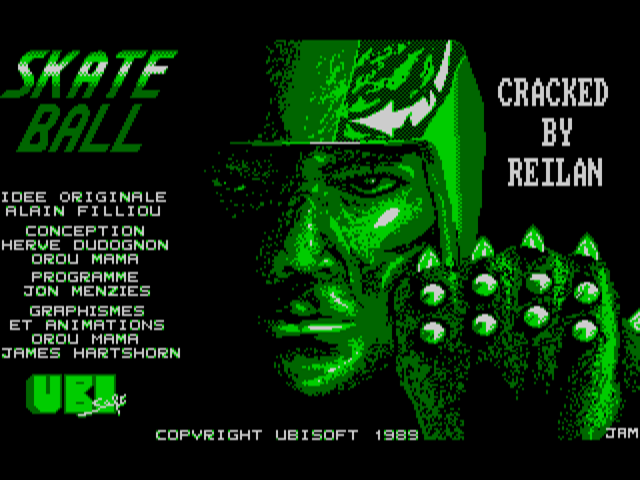 SKATE
BALL
CRACKED
BY
REILAN
IDEE ORIGINALE
ALAIN FILLIOU
CONCEPTION
HERVE DUDOGNON
OROU MAMA
PROGRAMME
JON MENZIES
GRAPHISMES
ET ANIMATIONS
OROU MAMA
JAMES HARTSHORN
UBI
Soft
COPYRIGHT UBISOFT 1989
JAM